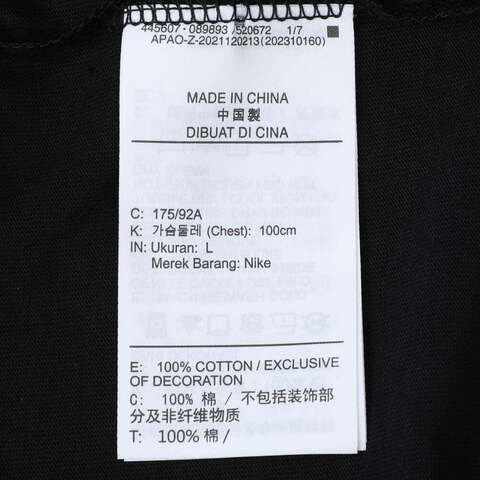 445607 - 089893 /520672 1/7
APAO-Z-2021120213(202310160)
MADE IN CHINA
中国製
DIBUAT DI CINA
C: 175/92A
K: 가슴둘레 (Chest): 100cm
IN: Ukuran: L
Merek Barang: Nike
E: 100% COTTON / EXCLUSIVE
OF DECORATION
C: 100% 棉 / 不包括装饰部
分及非纤维物质
T: 100% 棉 /